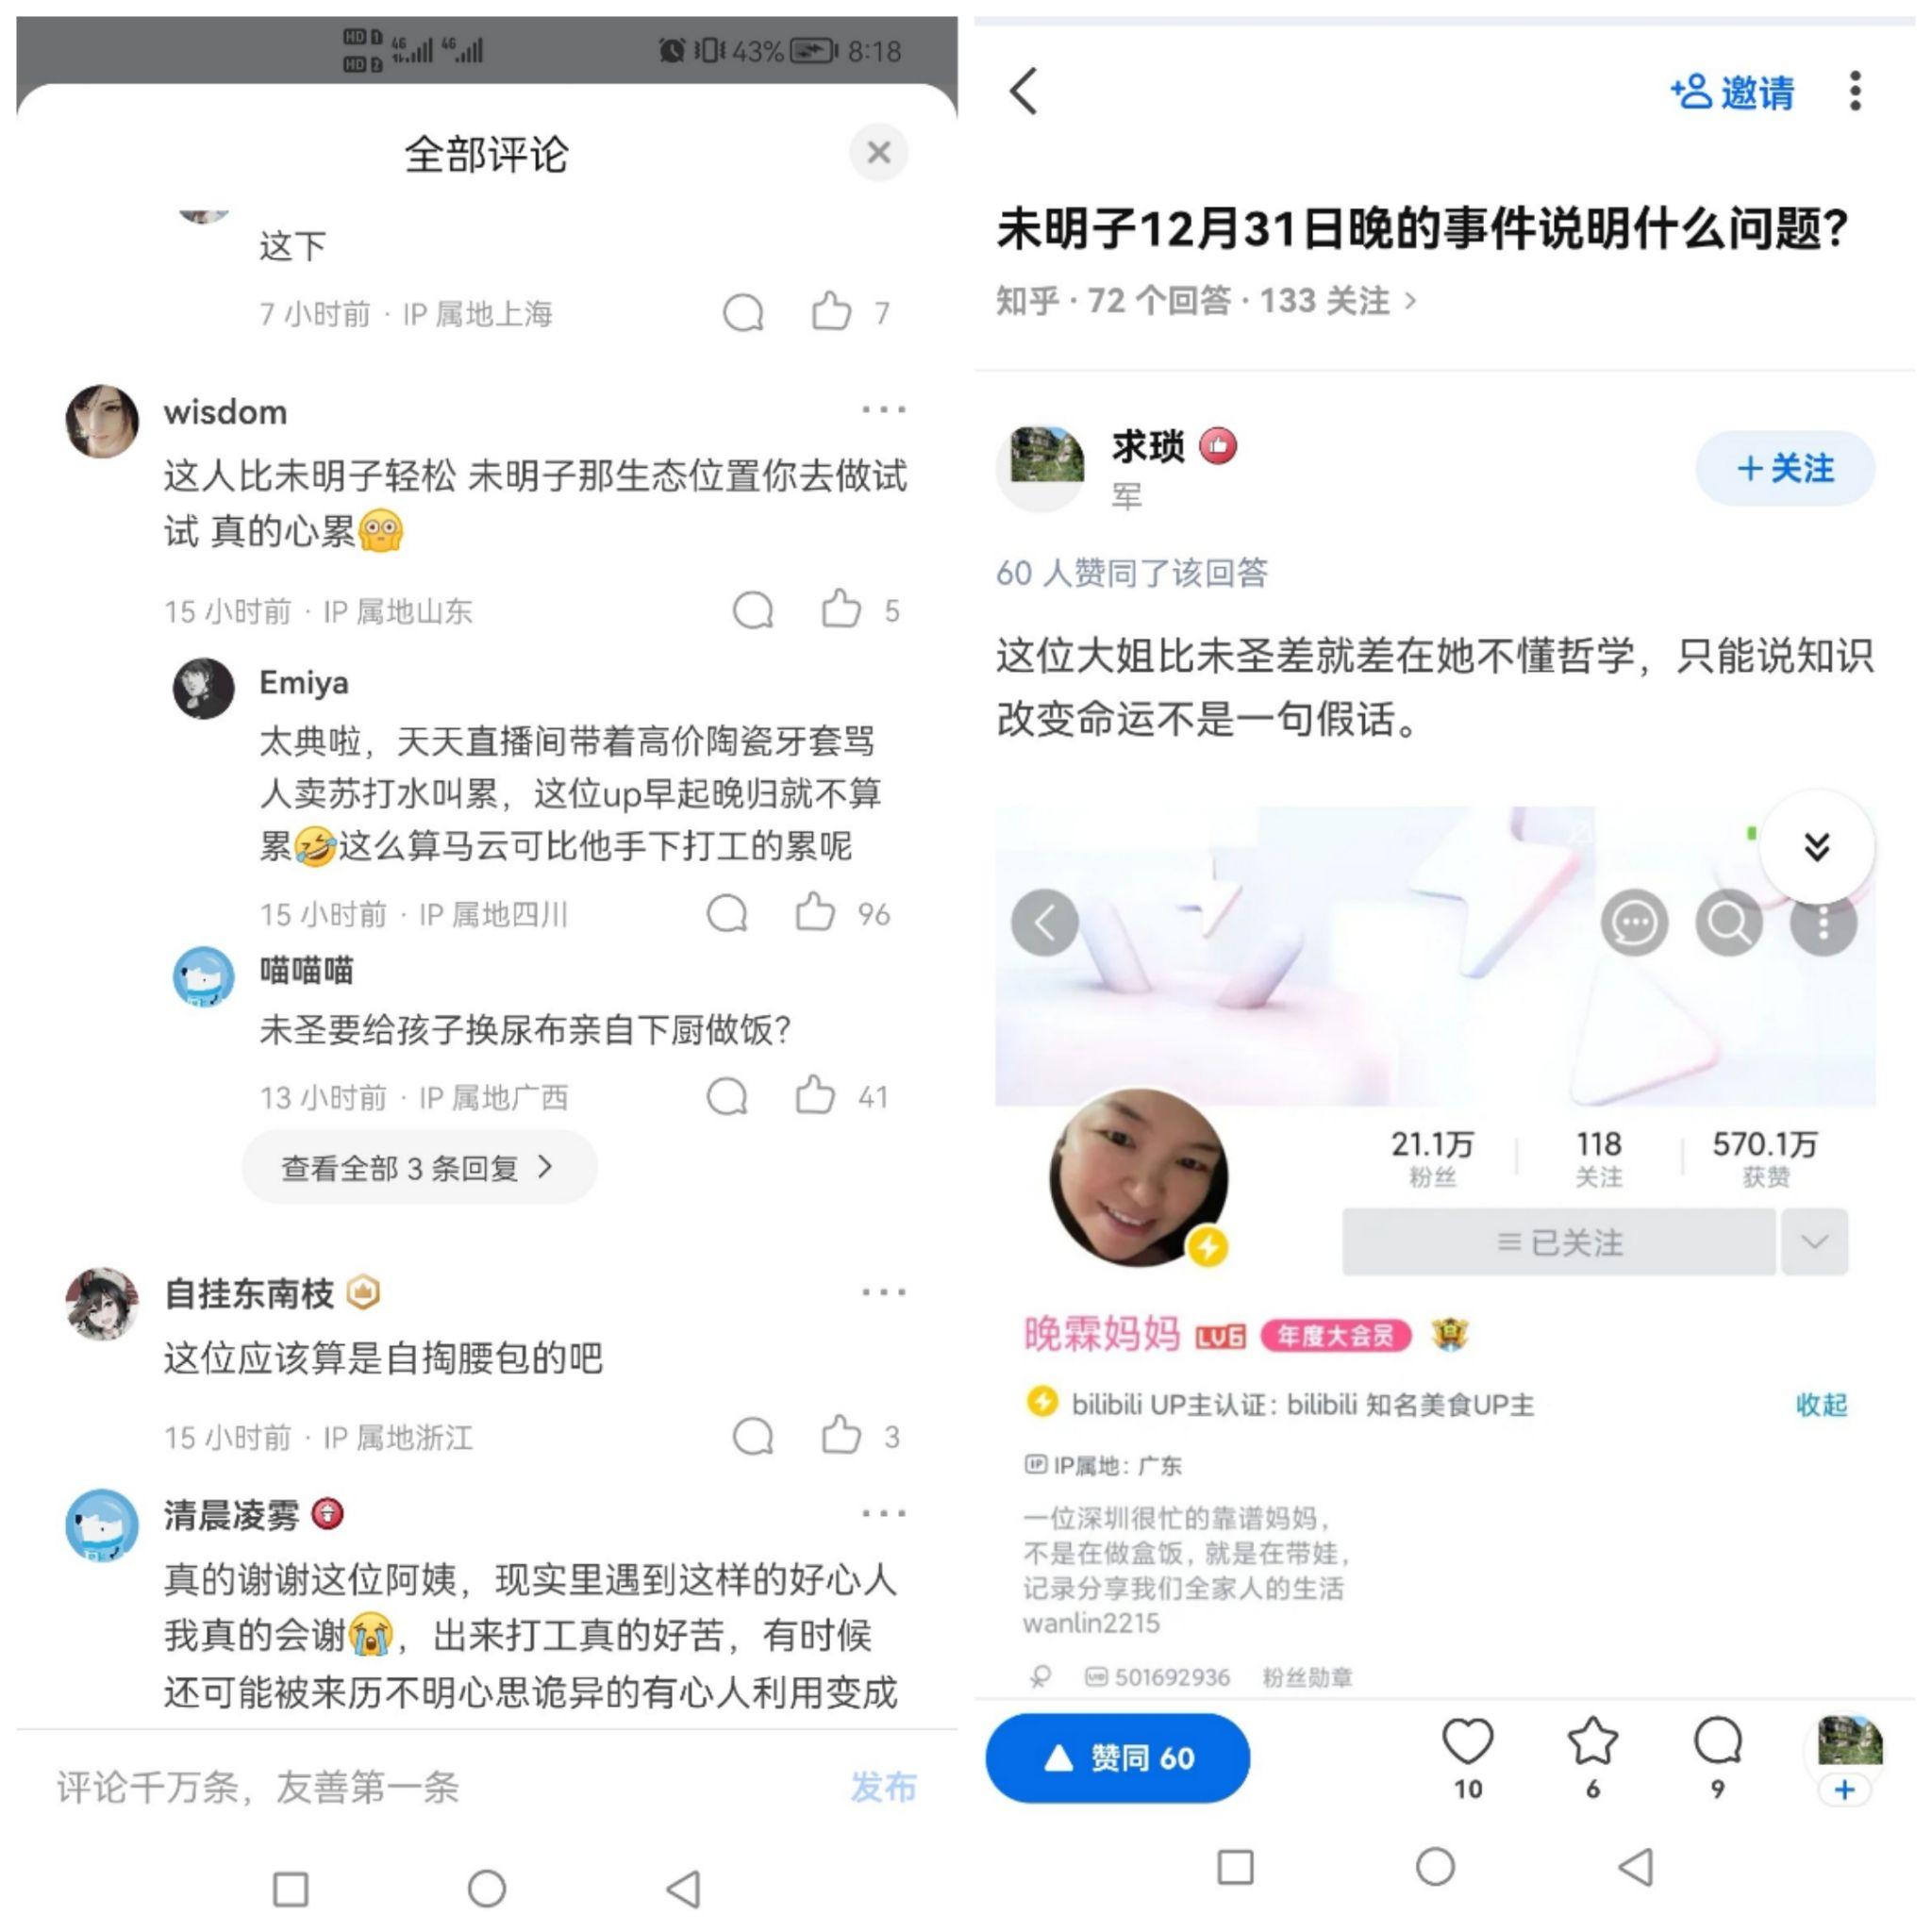 HD 1 4G 4G 43% 8:18
HD 2
全部评论
这下
7 小时前 · IP 属地上海 7
wisdom
这人比未明子轻松 未明子那生态位置你去做试
试 真的心累
15 小时前 · IP 属地山东 5
Emiya
太典啦，天天直播间带着高价陶瓷牙套骂
人卖苏打水叫累，这位up早起晚归就不算
累🤣这么算马云可比他手下打工的累呢
15 小时前 · IP 属地四川 96
喵喵喵
未圣要给孩子换尿布亲自下厨做饭？
13 小时前 · IP 属地广西 41
查看全部 3 条回复 >
自挂东南枝
这位应该算是自掏腰包的吧
15 小时前 · IP 属地浙江 3
清晨凌雾
真的谢谢这位阿姨，现实里遇到这样的好心人
我真的会谢😭，出来打工真的好苦，有时候
还可能被来历不明心思诡异的有心人利用变成
评论千万条，友善第一条 发布
邀请
未明子12月31日晚的事件说明什么问题？
知乎 · 72 个回答 · 133 关注 >
求琐
军
+ 关注
60 人赞同了该回答
这位大姐比未圣差就差在她不懂哲学，只能说知识
改变命运不是一句假话。
21.1万 118 570.1万
粉丝 关注 获赞
已关注
晚霖妈妈 LV6 年度大会员
bilibili UP主认证：bilibili 知名美食UP主 收起
IP IP属地：广东
一位深圳很忙的靠谱妈妈，
不是在做盒饭，就是在带娃，
记录分享我们全家人的生活
wanlin2215
UID 501692936 粉丝勋章
赞同 60 10 6 9